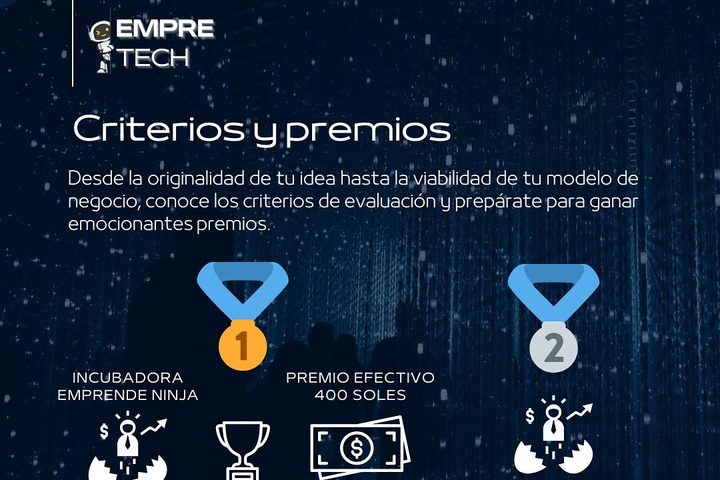 EMPRE
TECH
Criterios y premios
Desde la originalidad de tu idea hasta la viabilidad de tu modelo de
negocio, conoce los criterios de evaluación y prepárate para ganar
emocionantes premios.
1
2
INCUBADORA
EMPRENDE NINJA
PREMIO EFECTIVO
400 SOLES
$
$
$